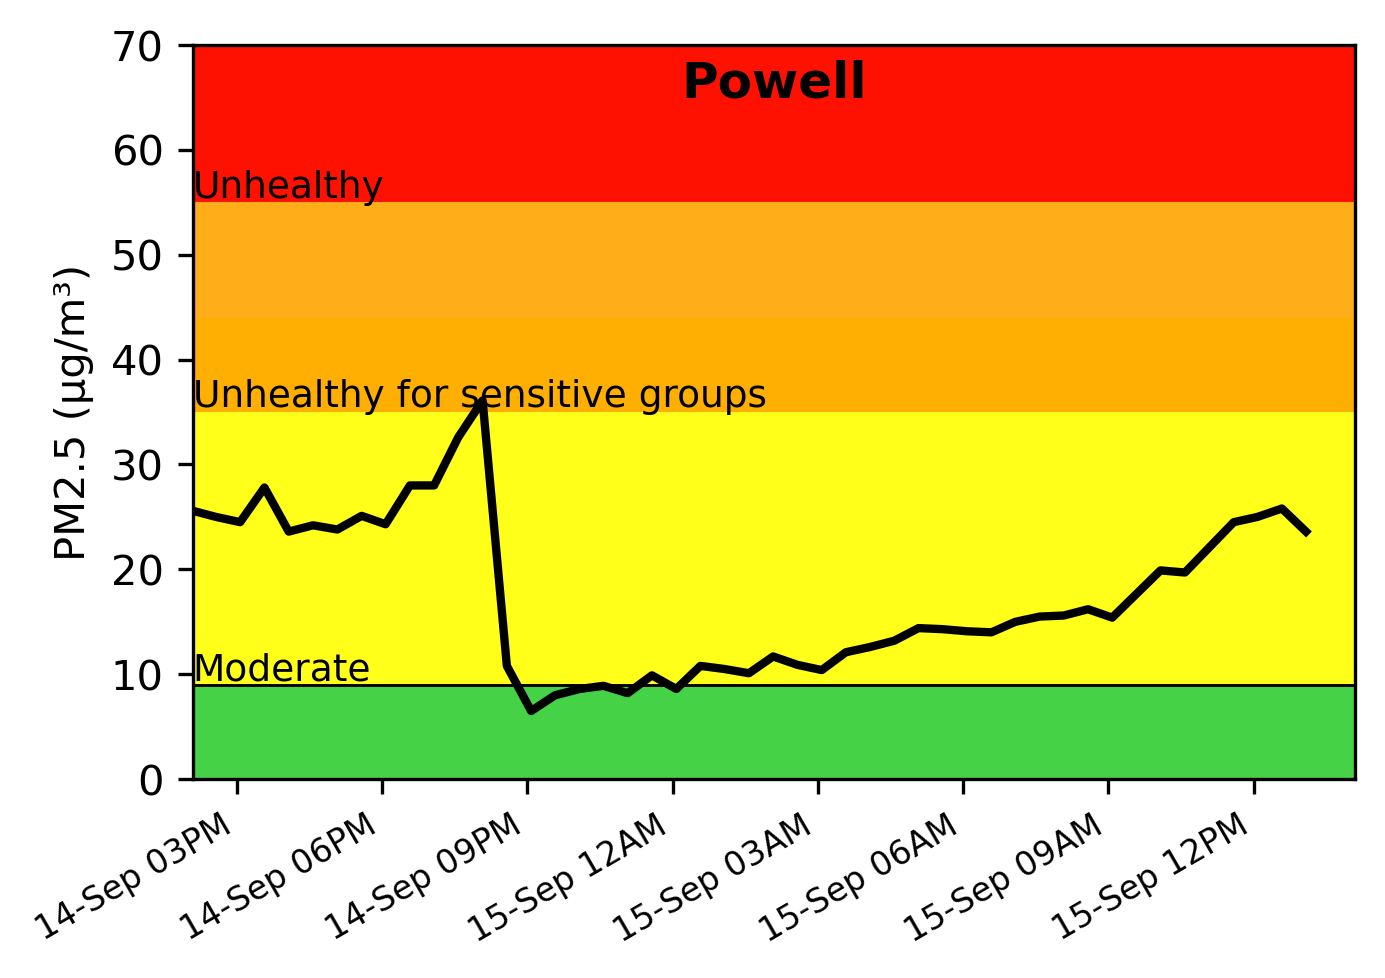 Powell
70
60
50
40
30
20
10
0
PM2.5 (µg/m³)
Unhealthy
Unhealthy for sensitive groups
Moderate
14-Sep 03PM
14-Sep 06PM
14-Sep 09PM
15-Sep 12AM
15-Sep 03AM
15-Sep 06AM
15-Sep 09AM
15-Sep 12PM